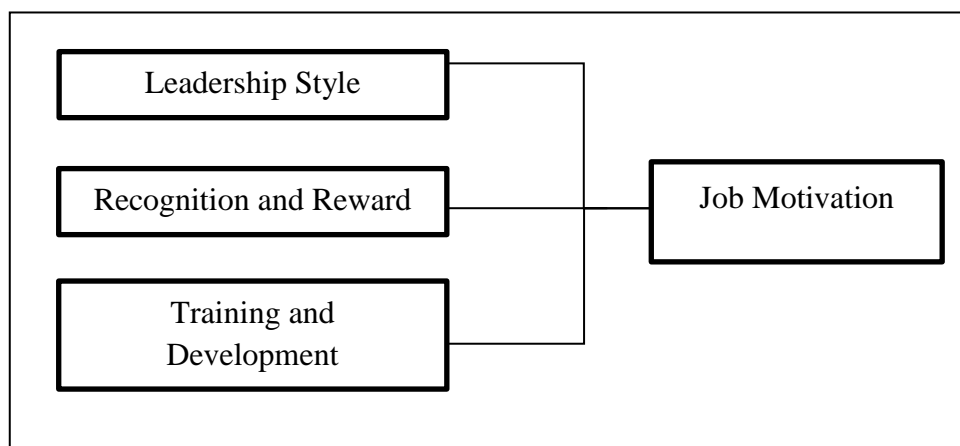 Leadership Style
Recognition and Reward
Job Motivation
Training and
Development